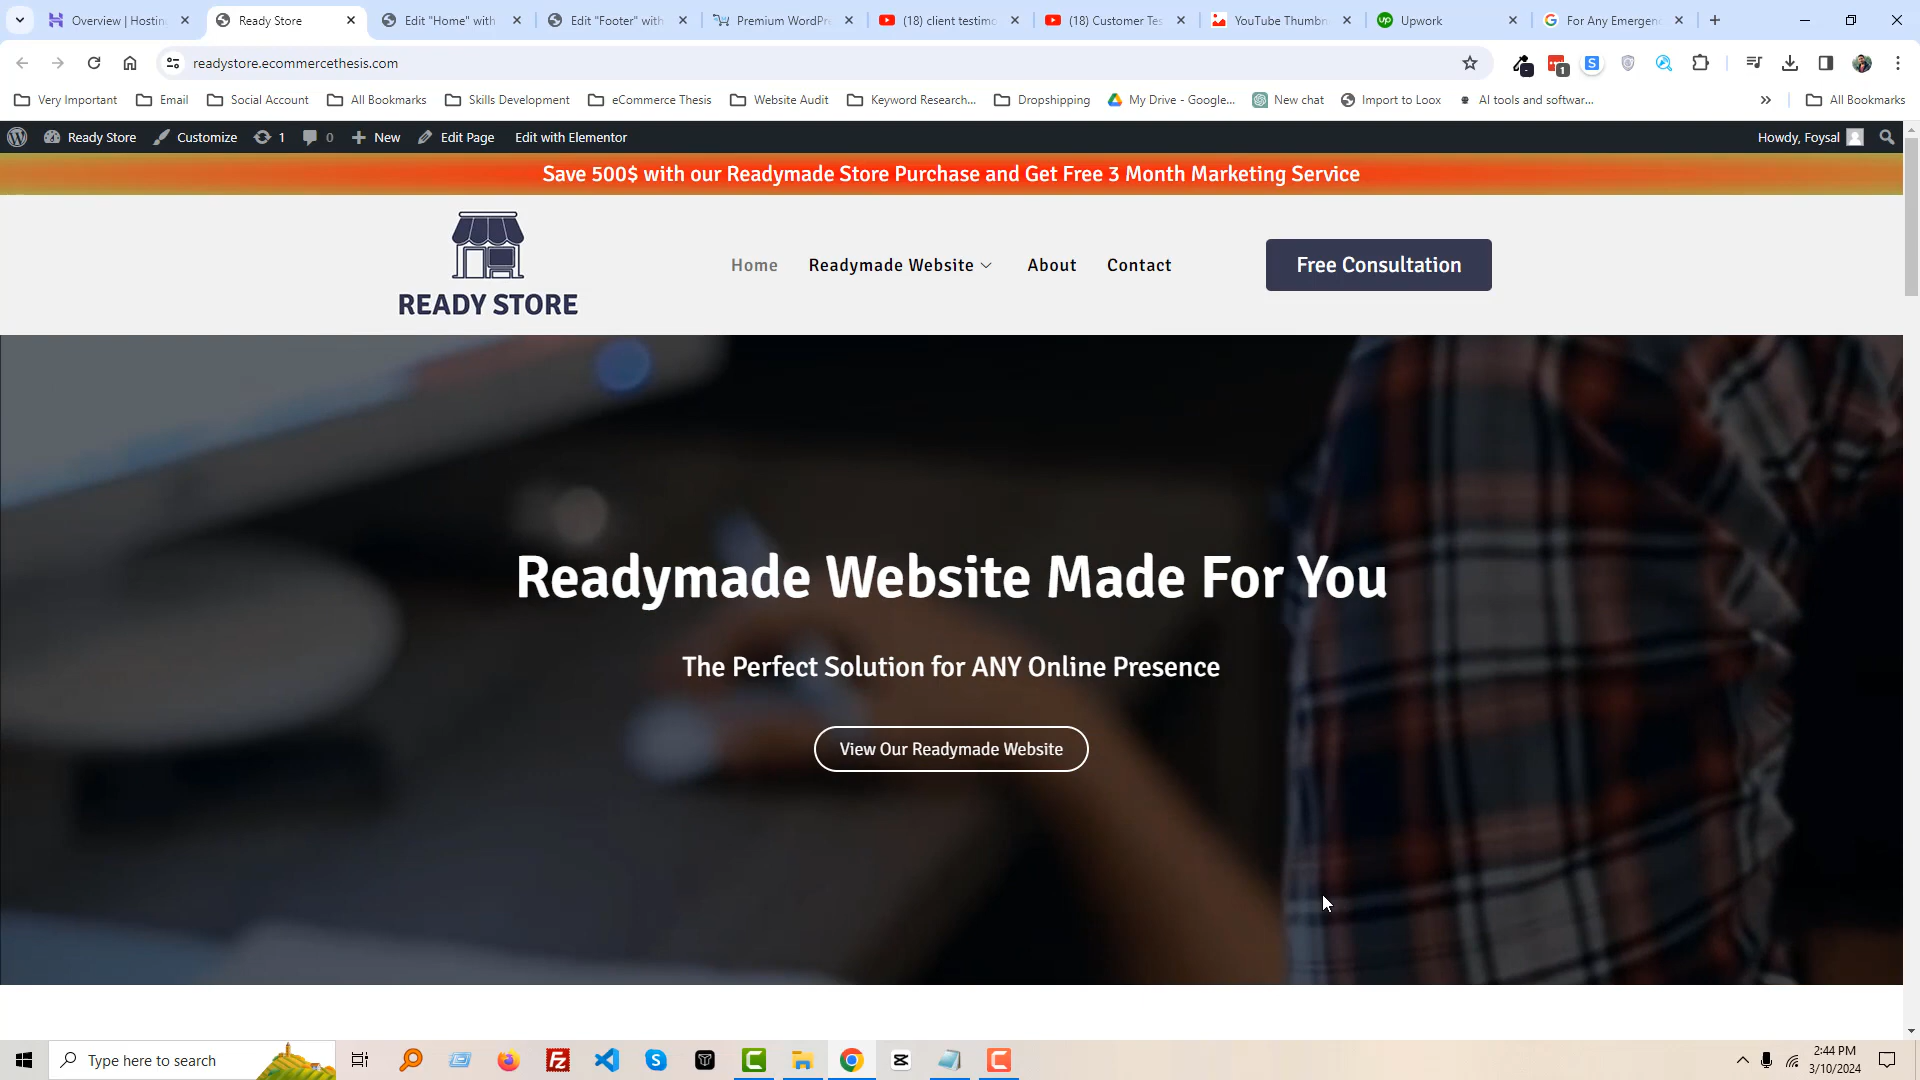 Overview | Hostin
Ready Store
Edit "Home" with
Edit "Footer" with
Premium WordPr
(18) client testimo
(18) Customer Tes
YouTube Thumbn
Upwork
For Any Emergen
readystore.ecommercethesis.com
1
Very Important
Email
Social Account
All Bookmarks
Skills Development
eCommerce Thesis
Website Audit
Keyword Research...
Dropshipping
My Drive - Google...
New chat
Import to Loox
AI tools and softwar...
»
All Bookmarks
Ready Store
Customize
1
0
New
Edit Page
Edit with Elementor
Howdy, Foysal
Save 500$ with our Readymade Store Purchase and Get Free 3 Month Marketing Service
READY STORE
Home
Readymade Website
About
Contact
Free Consultation
Readymade Website Made For You
The Perfect Solution for ANY Online Presence
View Our Readymade Website
Type here to search
2:44 PM
3/10/2024